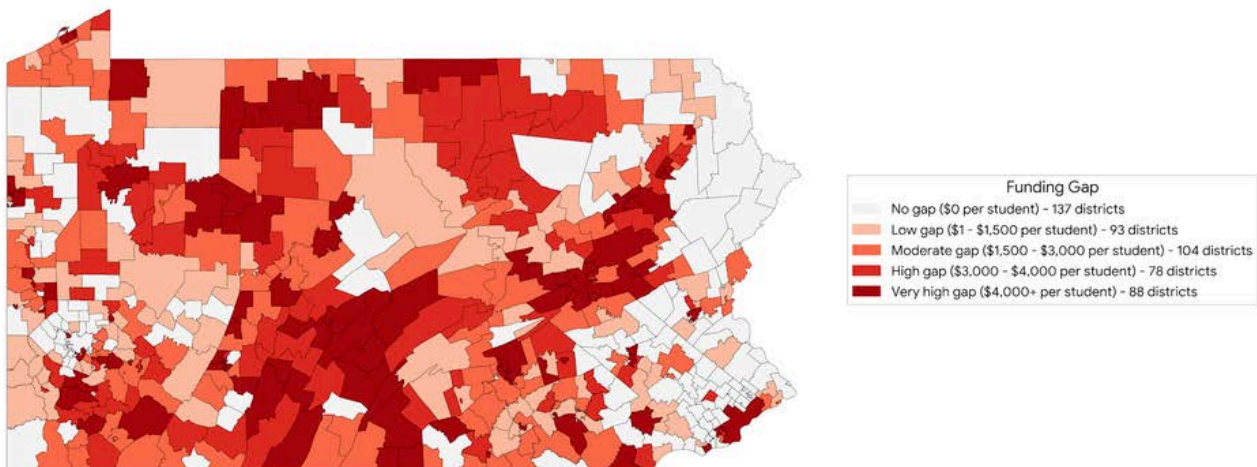 Funding Gap
No gap ($0 per student) - 137 districts
Low gap ($1 - $1,500 per student) - 93 districts
Moderate gap ($1,500 - $3,000 per student) - 104 districts
High gap ($3,000 - $4,000 per student) - 78 districts
Very high gap ($4,000+ per student) - 88 districts